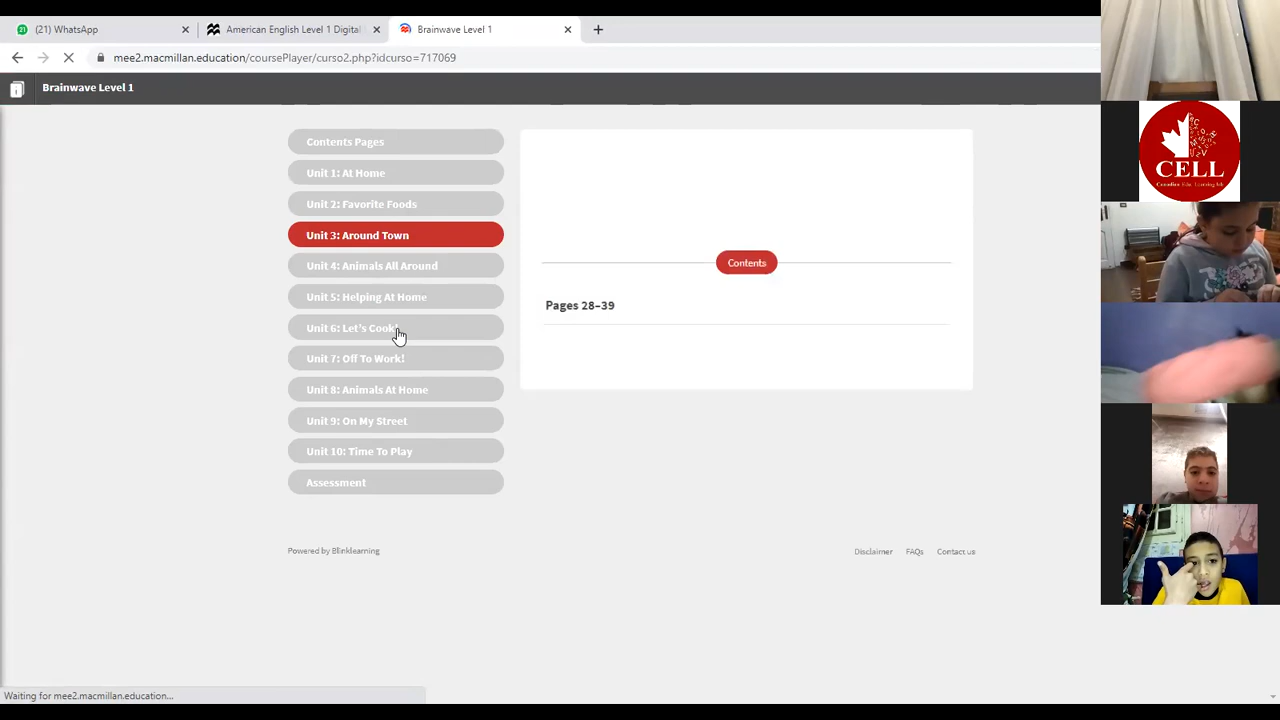 (21) WhatsApp
American English Level 1 Digital
Brainwave Level 1
mee2.macmillan.education/coursePlayer/curso2.php?idcurso=717069
Brainwave Level 1
Contents Pages
Unit 1: At Home
Unit 2: Favorite Foods
Unit 3: Around Town
Unit 4: Animals All Around
Unit 5: Helping At Home
Unit 6: Let's Cook!
Unit 7: Off To Work!
Unit 8: Animals At Home
Unit 9: On My Street
Unit 10: Time To Play
Assessment
Contents
Pages 28–39
Powered by Blinklearning
Disclaimer FAQs Contact us
Waiting for mee2.macmillan.education...
CELL